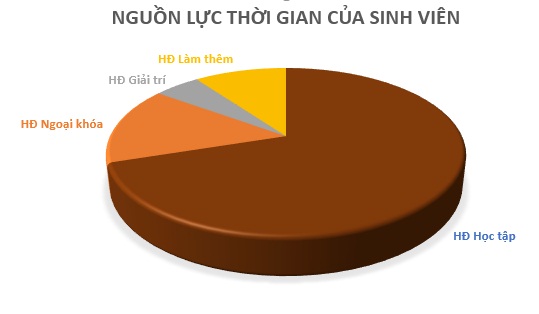 NGUỒN LỰC THỜI GIAN CỦA SINH VIÊN
HĐ Làm thêm
HĐ Giải trí
HĐ Ngoại khóa
HĐ Học tập